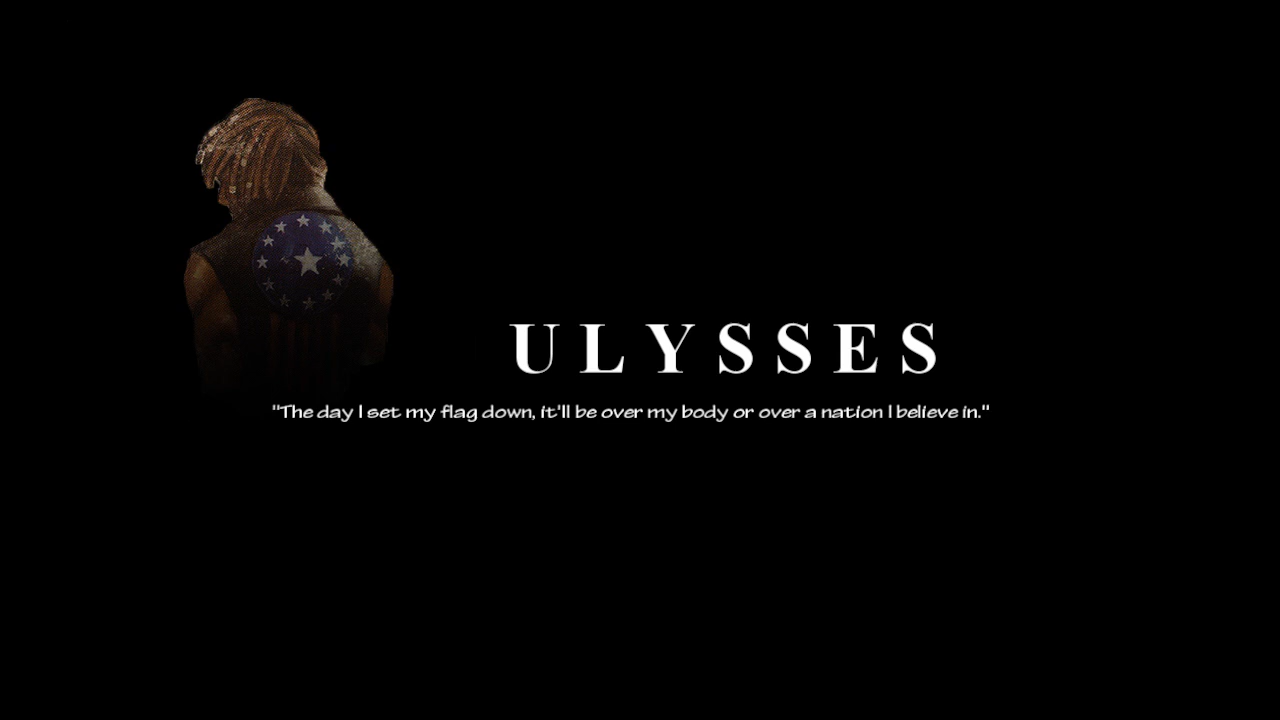 ULYSSES
"The day I set my flag down, it'll be over my body or over a nation I believe in."